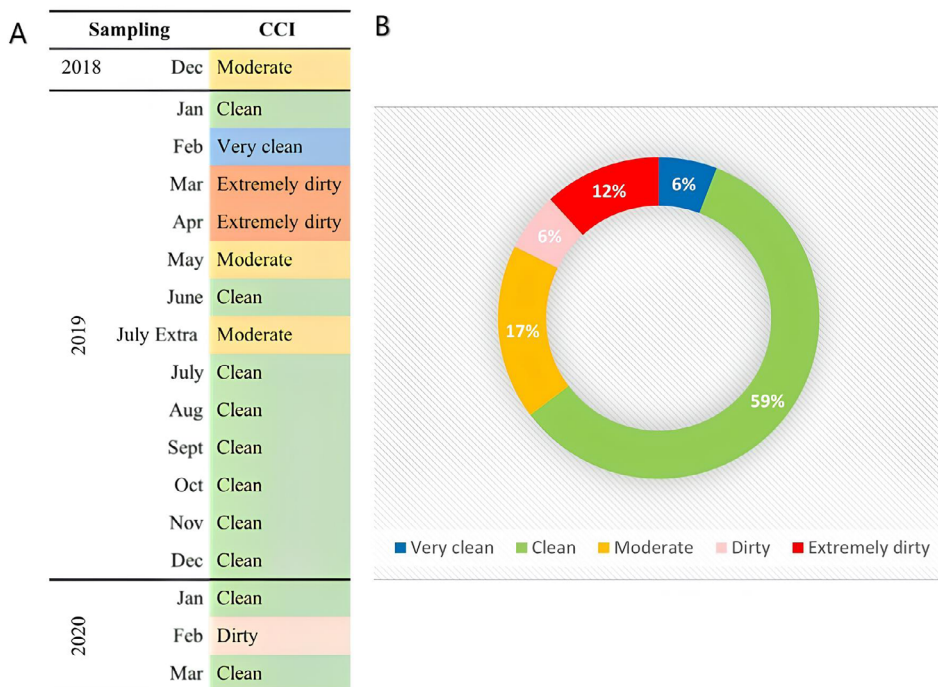 A
Sampling CCI
2018 Dec Moderate
2019
Jan Clean
Feb Very clean
Mar Extremely dirty
Apr Extremely dirty
May Moderate
June Clean
July Extra Moderate
July Clean
Aug Clean
Sept Clean
Oct Clean
Nov Clean
Dec Clean
2020
Jan Clean
Feb Dirty
Mar Clean
B
12%
6%
6%
17%
59%
Very clean Clean Moderate Dirty Extremely dirty